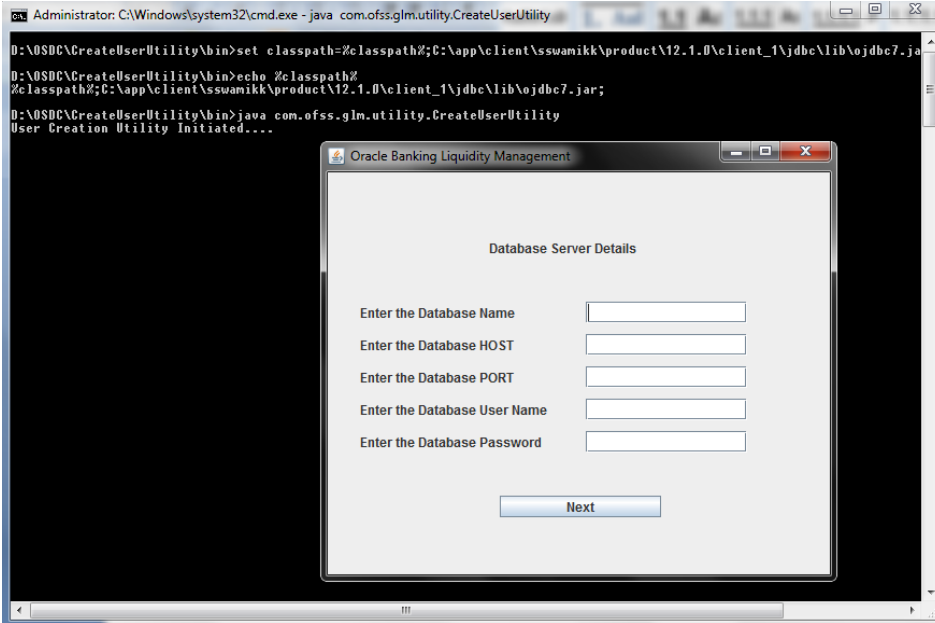 Administrator: C:\Windows\system32\cmd.exe - java com.ofss.glm.utility.CreateUserUtility
D:\OSDC\CreateUserUtility\bin>set classpath=%classpath%;C:\app\client\sswamikk\product\12.1.0\client_1\jdbc\lib\ojdbc7.ja
D:\OSDC\CreateUserUtility\bin>echo %classpath%
%classpath%;C:\app\client\sswamikk\product\12.1.0\client_1\jdbc\lib\ojdbc7.jar;
D:\OSDC\CreateUserUtility\bin>java com.ofss.glm.utility.CreateUserUtility
User Creation Utility Initiated....
Oracle Banking Liquidity Management
Database Server Details
Enter the Database Name
Enter the Database HOST
Enter the Database PORT
Enter the Database User Name
Enter the Database Password
Next